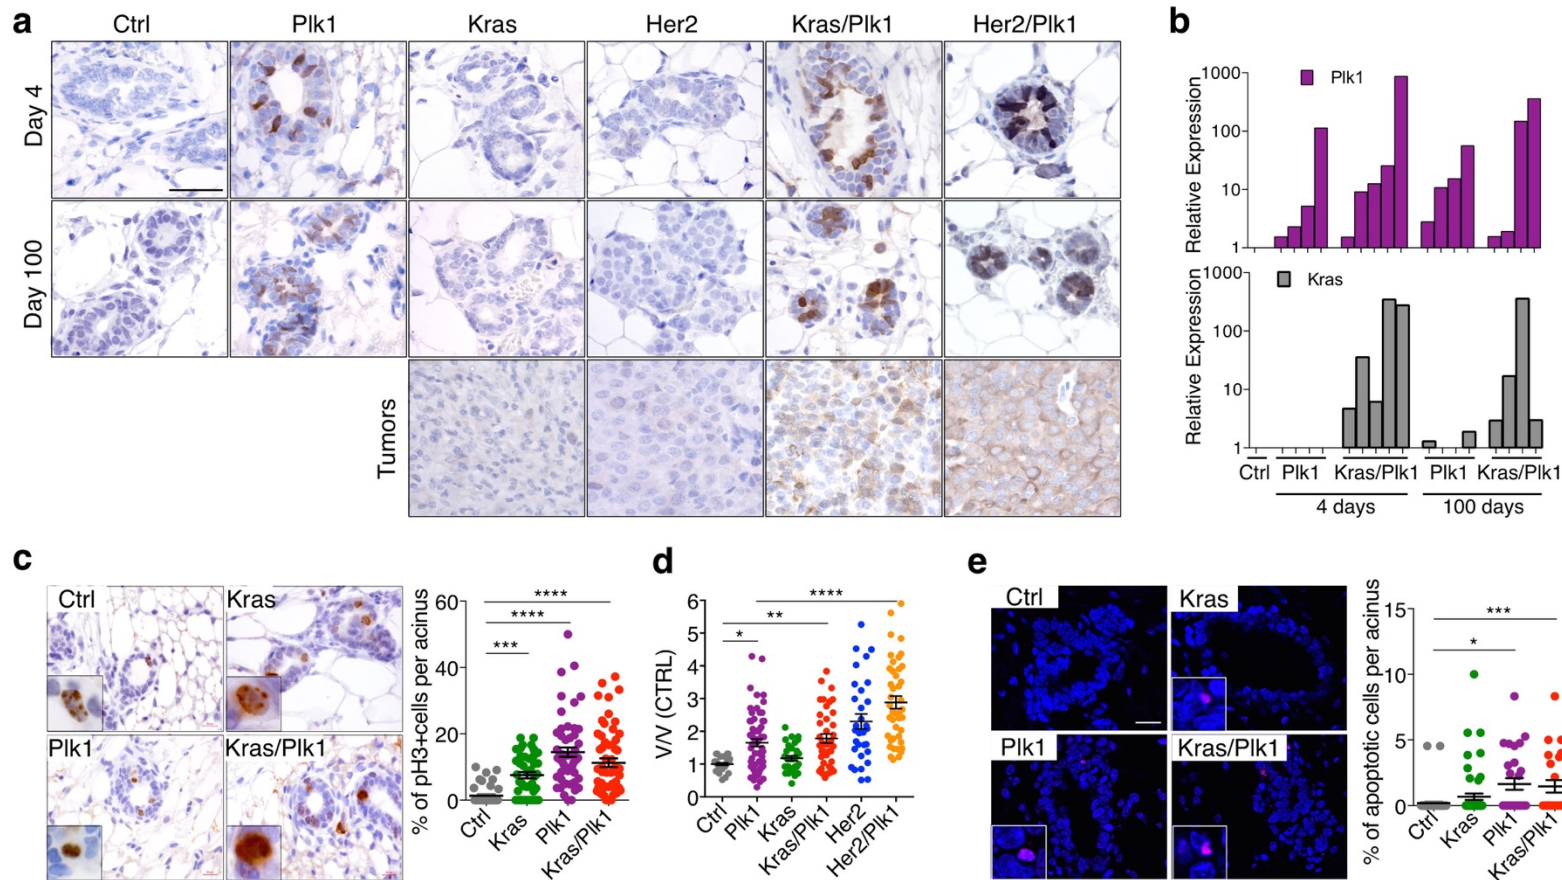 a
Ctrl Plk1 Kras Her2 Kras/Plk1 Her2/Plk1
Day 4
Day 100
Tumors
b
Relative Expression
1000
100
10
1
Plk1
Relative Expression
1000
100
10
1
Kras
Ctrl Plk1 Kras/Plk1 Plk1 Kras/Plk1
4 days 100 days
c
Ctrl Kras
Plk1 Kras/Plk1
% of pH3+cells per acinus
60
40
20
0
****
****
***
Ctrl Kras Plk1 Kras/Plk1
d
V/V (CTRL)
6
5
4
3
2
1
0
****
**
*
Ctrl Plk1 Kras Kras/Plk1 Her2 Her2/Plk1
e
Ctrl Kras
Plk1 Kras/Plk1
% of apoptotic cells per acinus
15
10
5
0
***
*
Ctrl Kras Plk1 Kras/Plk1